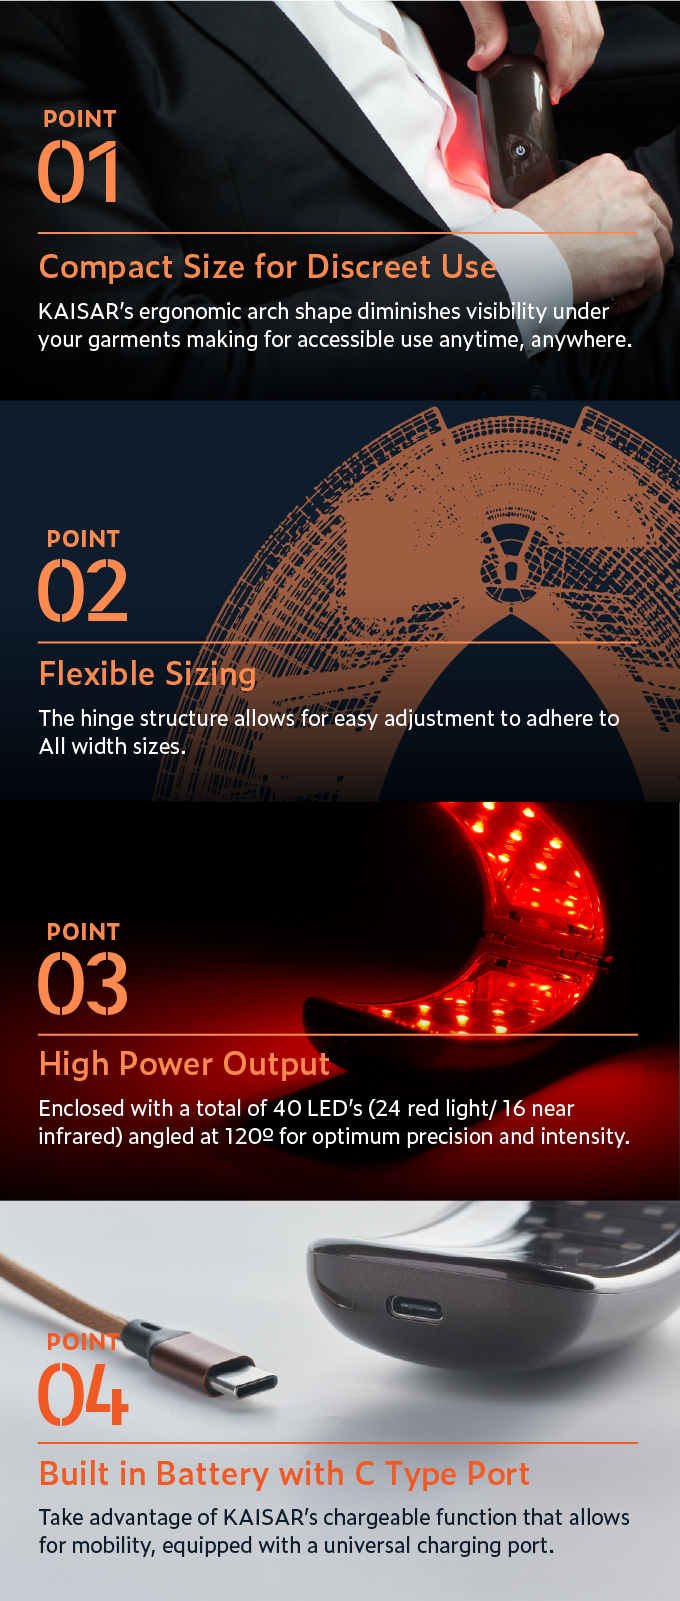 POINT
01
Compact Size for Discreet Use
KAISAR's ergonomic arch shape diminishes visibility under
your garments making for accessible use anytime, anywhere.
POINT
02
Flexible Sizing
The hinge structure allows for easy adjustment to adhere to
All width sizes.
POINT
03
High Power Output
Enclosed with a total of 40 LED's (24 red light/ 16 near
infrared) angled at 120º for optimum precision and intensity.
POINT
04
Built in Battery with C Type Port
Take advantage of KAISAR's chargeable function that allows
for mobility, equipped with a universal charging port.